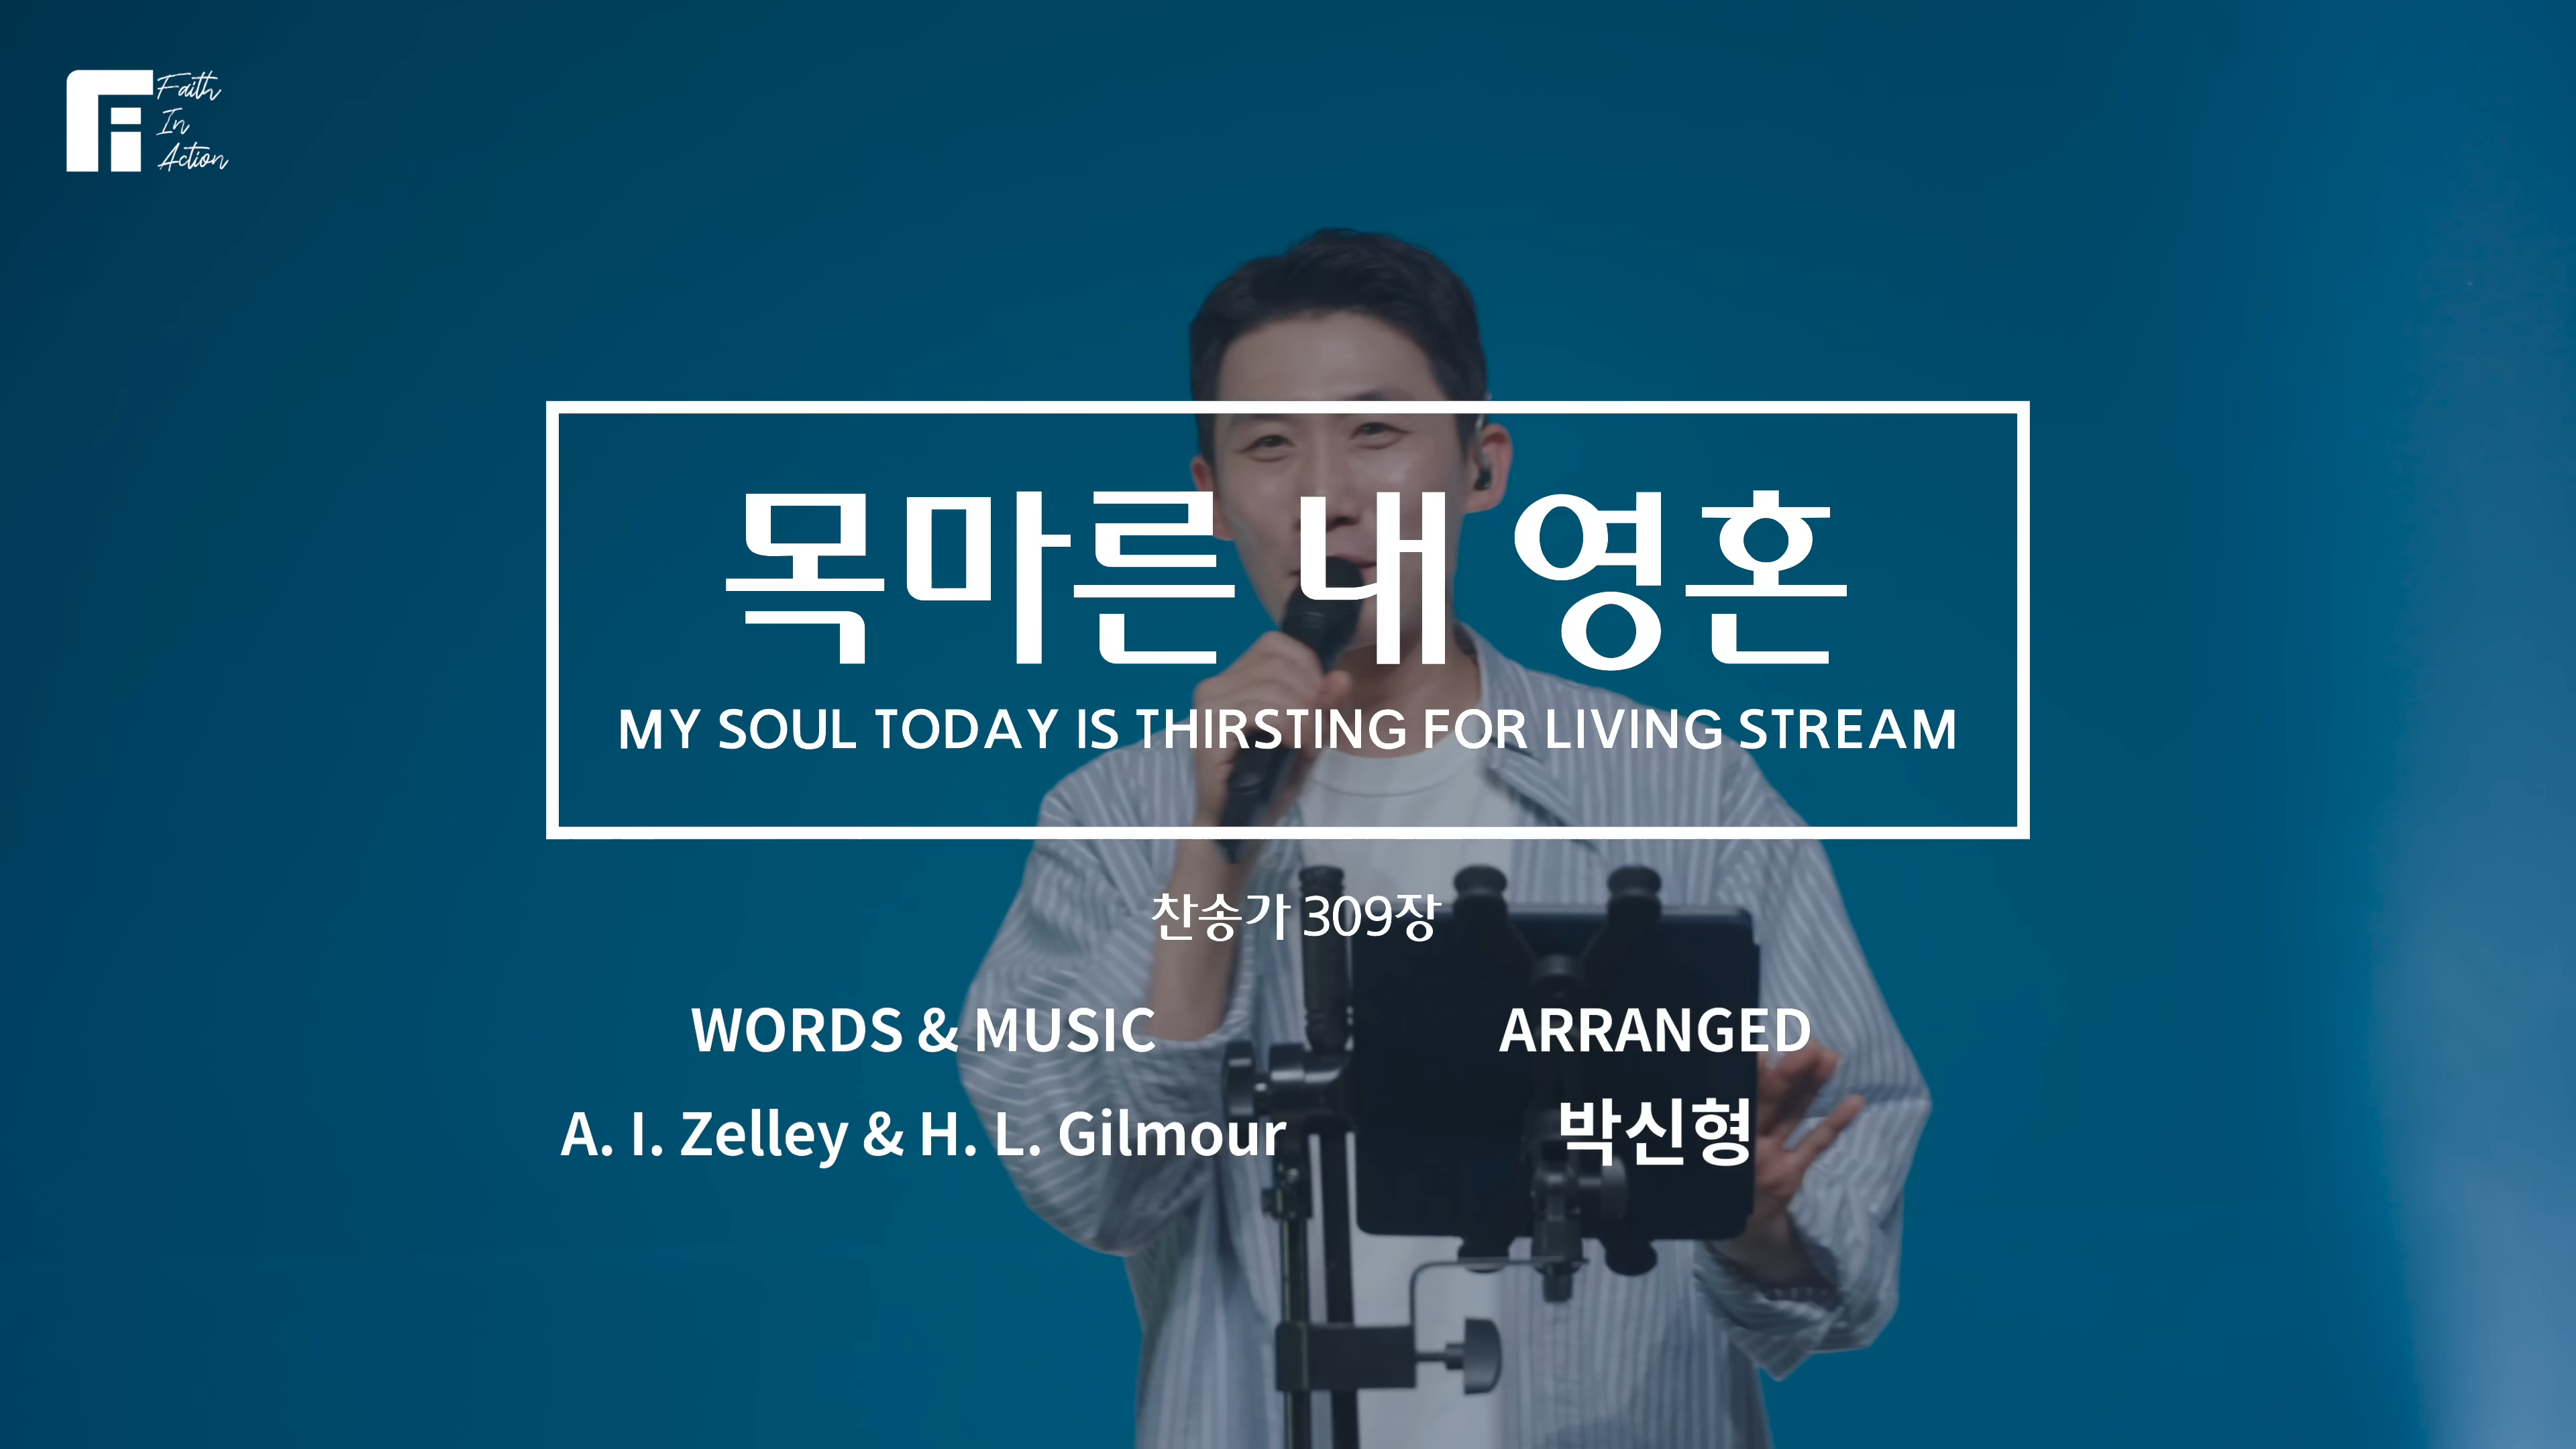 Faith
In
Action
목마른 내 영혼
MY SOUL TODAY IS THIRSTING FOR LIVING STREAM
찬송가 309장
WORDS & MUSIC
ARRANGED
A. I. Zelley & H. L. Gilmour
박신형